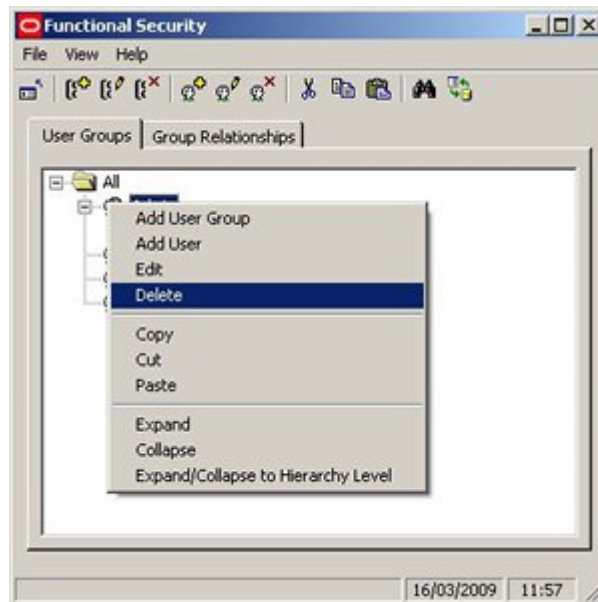 Functional Security
File View Help
User Groups Group Relationships
All
Add User Group
Add User
Edit
Delete
Copy
Cut
Paste
Expand
Collapse
Expand/Collapse to Hierarchy Level
16/03/2009 11:57